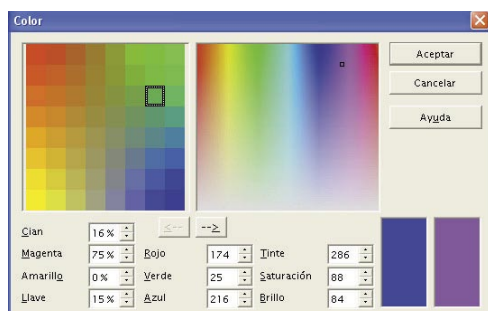 Color
Aceptar
Cancelar
Ayuda
<-- -->
Cian 16%
Magenta 75% Rojo 174 Tinte 286
Amarillo 0% Verde 25 Saturación 88
Llave 15% Azul 216 Brillo 84